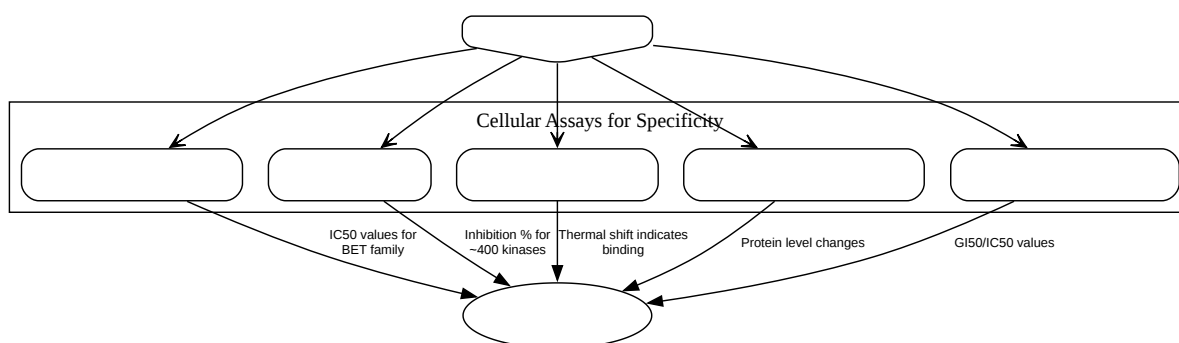 Cellular Assays for Specificity
IC50 values for
BET family
Inhibition % for
~400 kinases
Thermal shift indicates
binding
Protein level changes
GI50/IC50 values